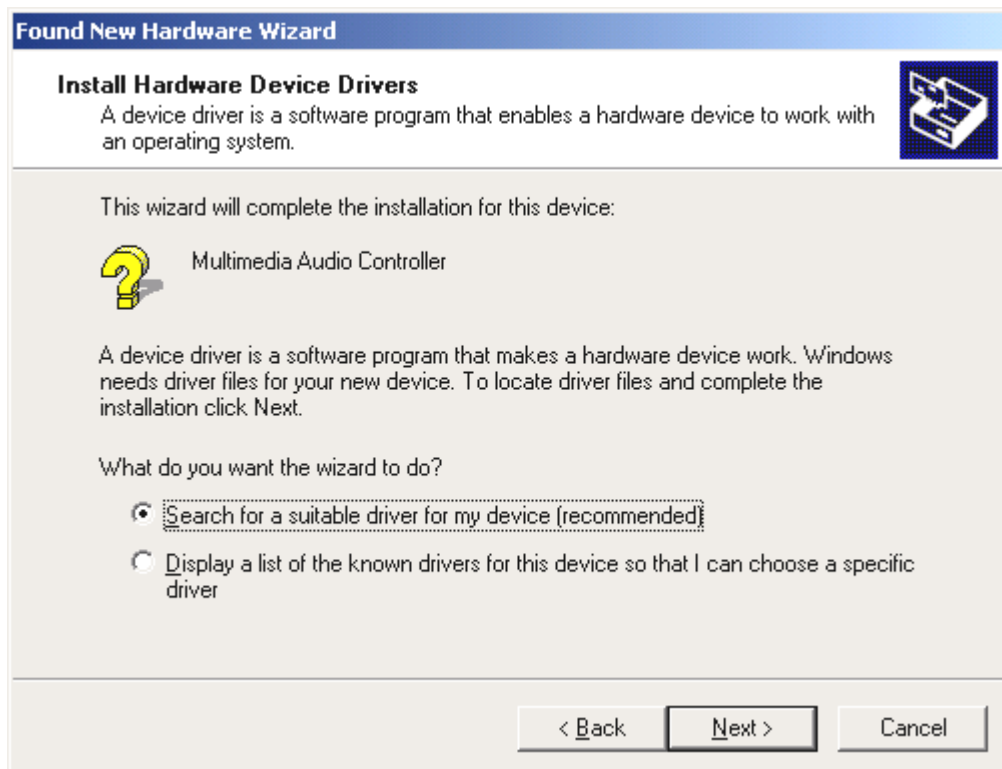 Found New Hardware Wizard
Install Hardware Device Drivers
A device driver is a software program that enables a hardware device to work with
an operating system.
This wizard will complete the installation for this device:
Multimedia Audio Controller
A device driver is a software program that makes a hardware device work. Windows
needs driver files for your new device. To locate driver files and complete the
installation click Next.
What do you want the wizard to do?
Search for a suitable driver for my device (recommended)
Display a list of the known drivers for this device so that I can choose a specific
driver
< Back Next > Cancel